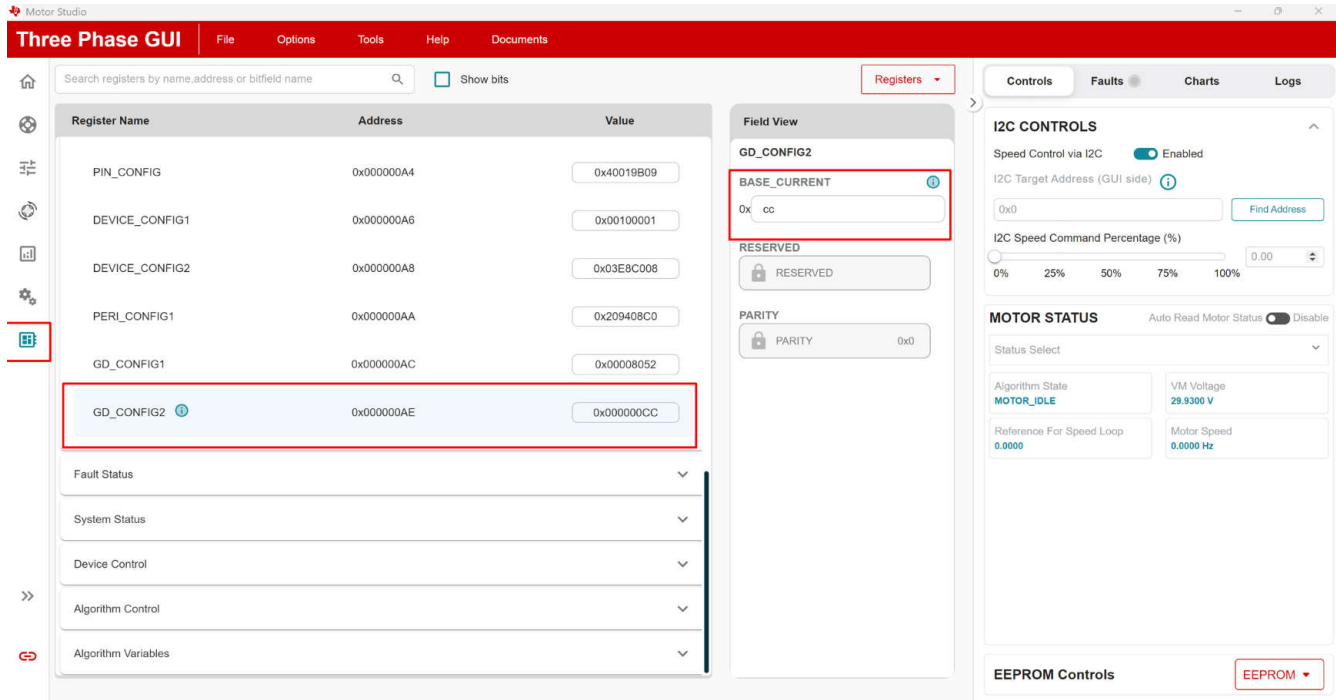 Motor Studio
Three Phase GUI File Options Tools Help Documents
Search registers by name,address or bitfield name
Show bits
Registers
Register Name Address Value
PIN_CONFIG 0x000000A4 0x40019B09
DEVICE_CONFIG1 0x000000A6 0x00100001
DEVICE_CONFIG2 0x000000A8 0x03E8C008
PERI_CONFIG1 0x000000AA 0x209408C0
GD_CONFIG1 0x000000AC 0x00008052
GD_CONFIG2 0x000000AE 0x000000CC
Fault Status
System Status
Device Control
Algorithm Control
Algorithm Variables
Field View
GD_CONFIG2
BASE_CURRENT
0x cc
RESERVED
RESERVED
PARITY
PARITY 0x0
Controls Faults Charts Logs
I2C CONTROLS
Speed Control via I2C Enabled
I2C Target Address (GUI side)
0x0 Find Address
I2C Speed Command Percentage (%)
0.00
0% 25% 50% 75% 100%
MOTOR STATUS Auto Read Motor Status Disable
Status Select
Algorithm State VM Voltage
MOTOR_IDLE 29.9300 V
Reference For Speed Loop Motor Speed
0.0000 0.0000 Hz
EEPROM Controls EEPROM